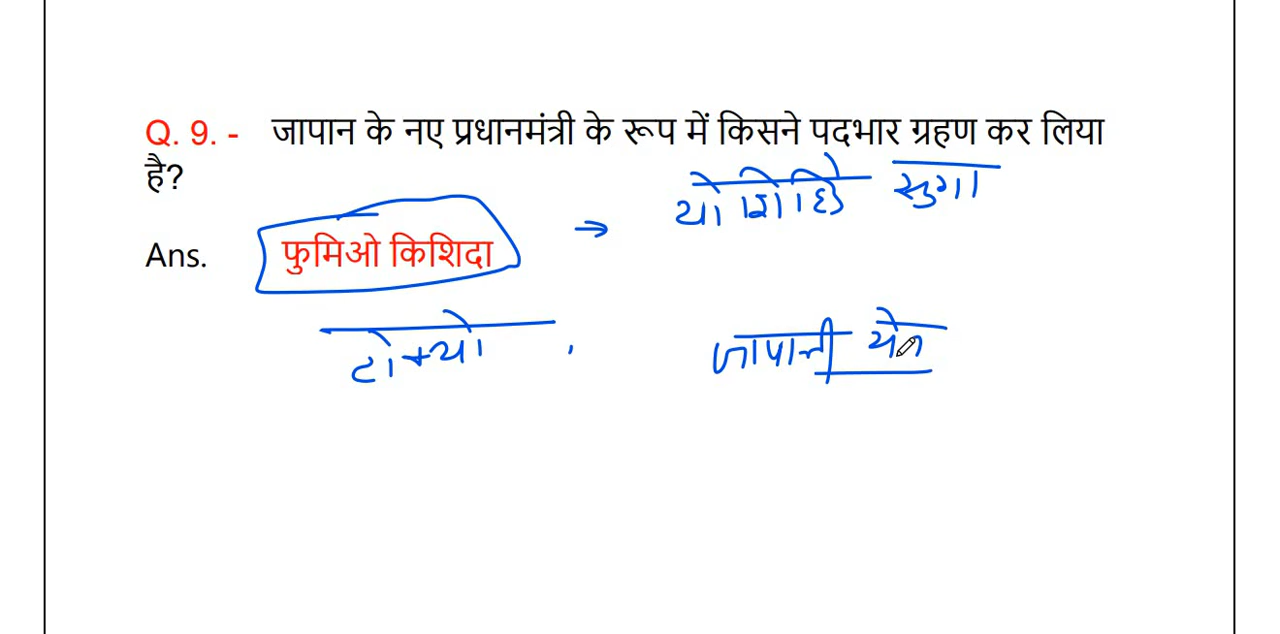 Q. 9. - जापान के नए प्रधानमंत्री के रूप में किसने पदभार ग्रहण कर लिया
है?
योशिहिदे सुगा
Ans. फुमिओ किशिदा →
टोक्यो , जापानी येन